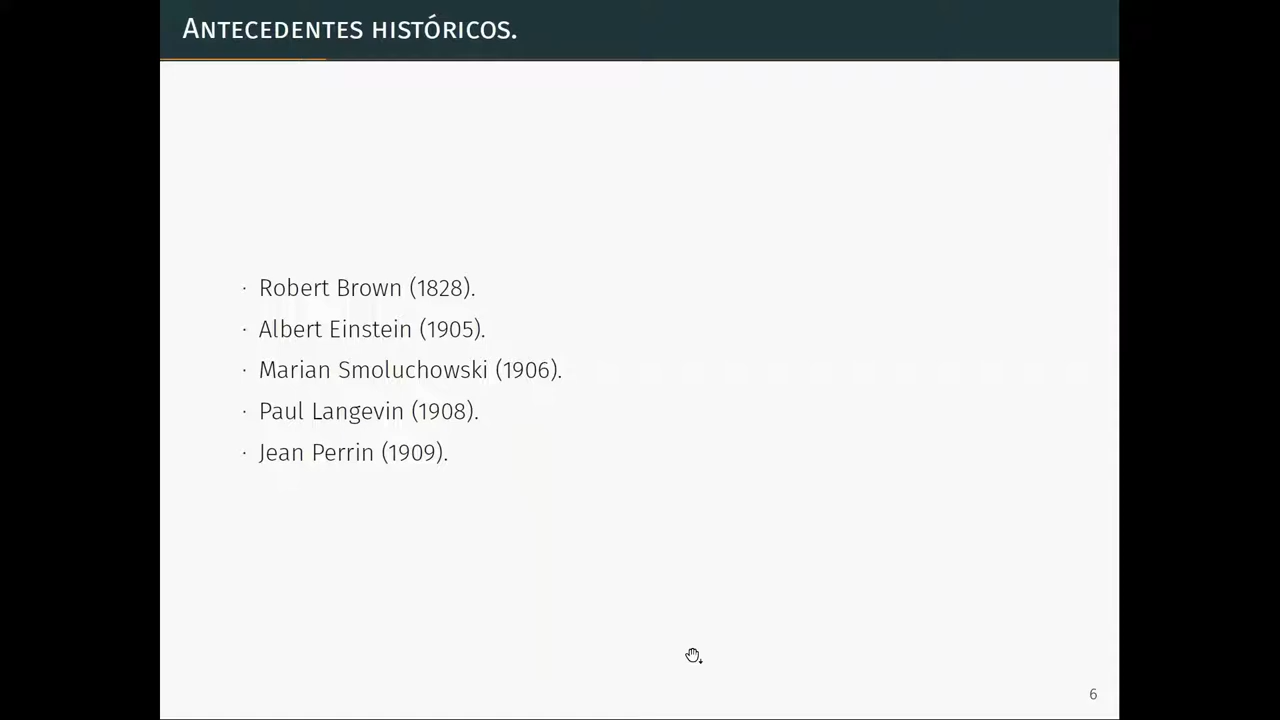 Antecedentes históricos.
· Robert Brown (1828).
· Albert Einstein (1905).
· Marian Smoluchowski (1906).
· Paul Langevin (1908).
· Jean Perrin (1909).
6